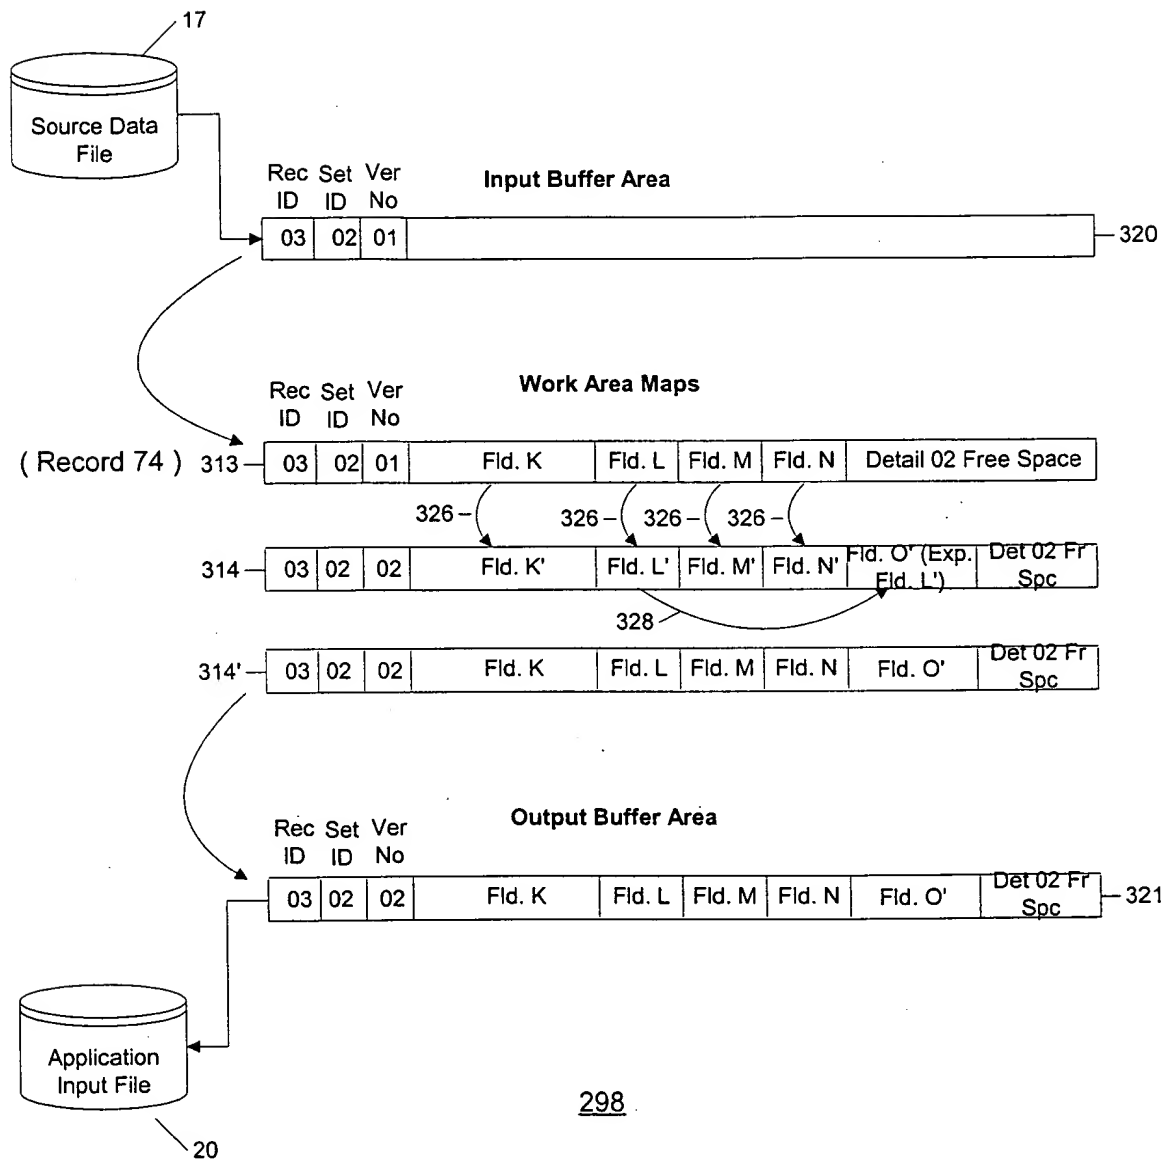 17
Source Data
File
Rec Set Ver
ID ID No
Input Buffer Area
03 02 01
320
Work Area Maps
Rec Set Ver
ID ID No
( Record 74 ) 313 03 02 01 Fld. K Fld. L Fld. M Fld. N Detail 02 Free Space
326 326 326 326
314 03 02 02 Fld. K' Fld. L' Fld. M' Fld. N' Fld. O' (Exp. Det 02 Fr
Fld. L') Spc
328
314' 03 02 02 Fld. K Fld. L Fld. M Fld. N Fld. O' Det 02 Fr
Spc
Output Buffer Area
Rec Set Ver
ID ID No
03 02 02 Fld. K Fld. L Fld. M Fld. N Fld. O' Det 02 Fr
Spc 321
Application
Input File
298
20